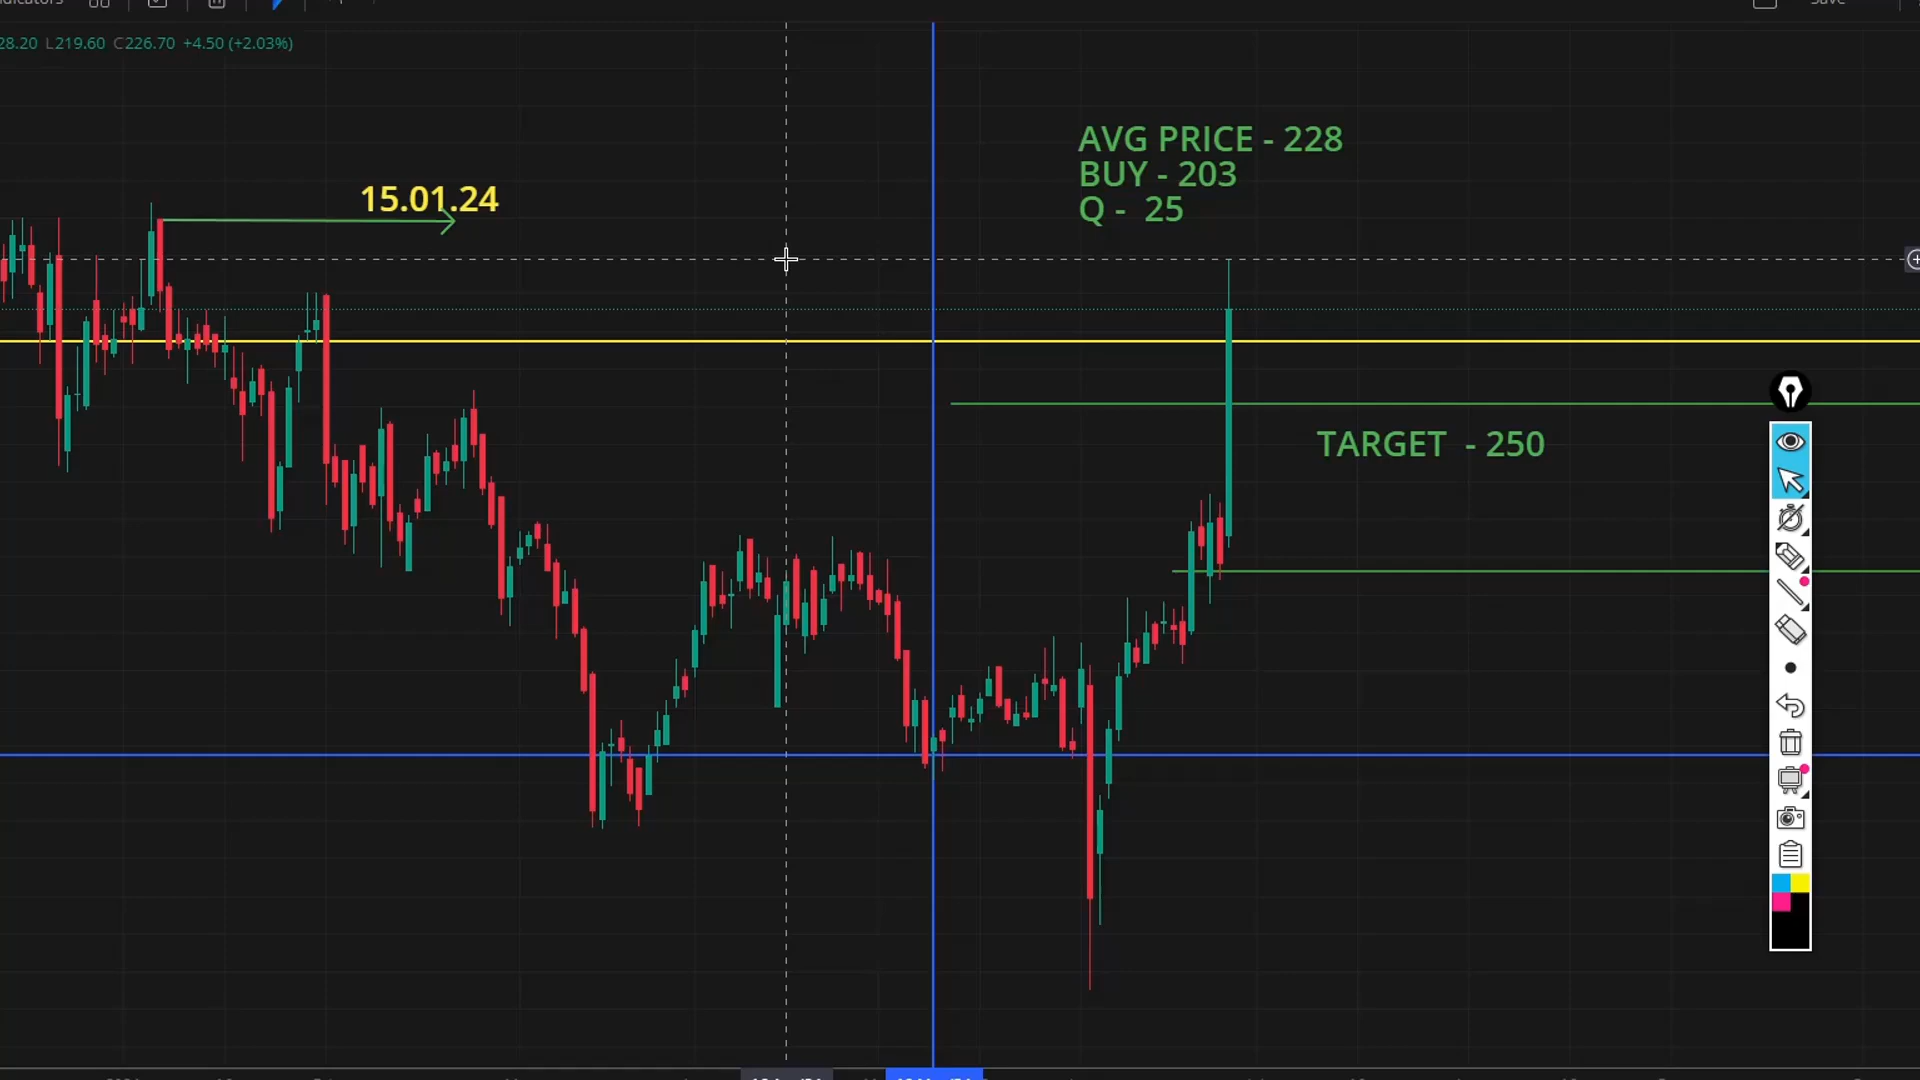 28.20 L219.60 C226.70 +4.50 (+2.03%)
15.01.24
AVG PRICE - 228
BUY - 203
Q - 25
TARGET - 250